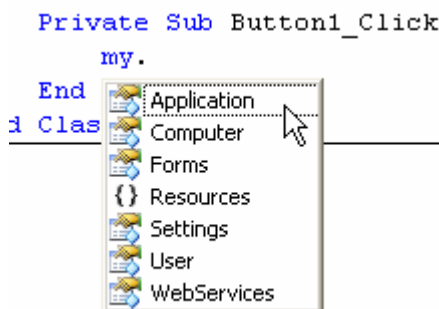 Private Sub Button1_Click
my.
End
d Clas
Application
Computer
Forms
{} Resources
Settings
User
WebServices